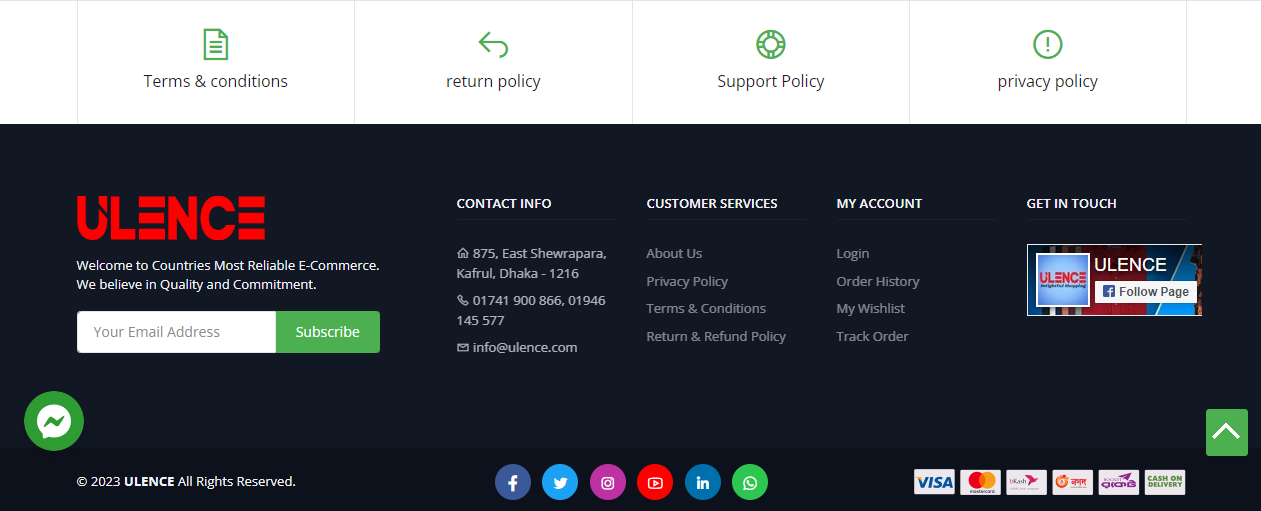 Terms & conditions
return policy
Support Policy
privacy policy
ULENCE
Welcome to Countries Most Reliable E-Commerce.
We believe in Quality and Commitment.
Your Email Address
Subscribe
CONTACT INFO
875, East Shewrapara,
Kafrul, Dhaka - 1216
01741 900 866, 01946
145 577
info@ulence.com
CUSTOMER SERVICES
About Us
Privacy Policy
Terms & Conditions
Return & Refund Policy
MY ACCOUNT
Login
Order History
My Wishlist
Track Order
GET IN TOUCH
ULENCE
Delightful Shopping
ULENCE
Follow Page
© 2023 ULENCE All Rights Reserved.
VISA
mastercard
bKash
নগদ
ROCKET
রকেট
CASH ON
DELIVERY